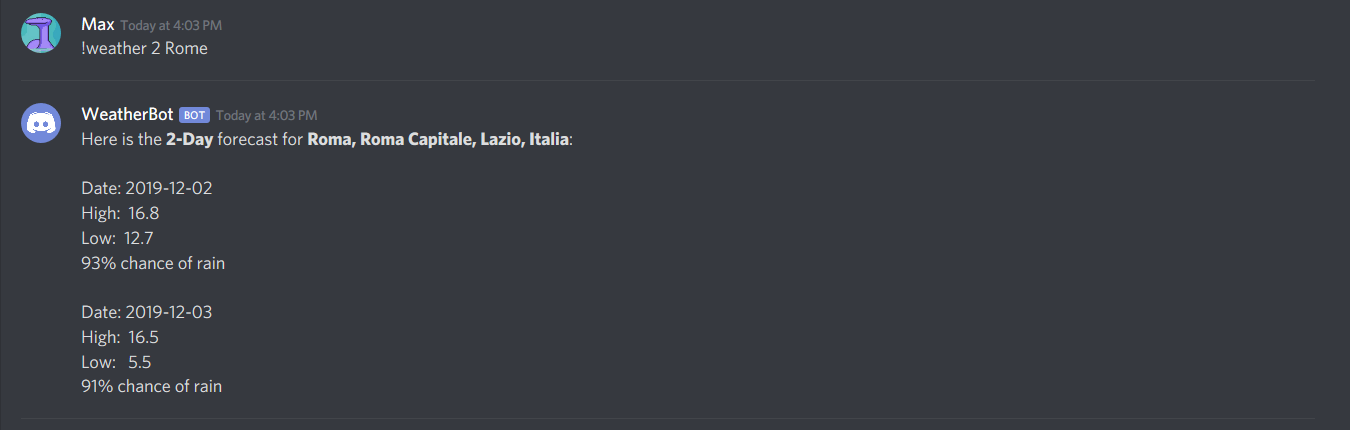 Max Today at 4:03 PM
!weather 2 Rome
WeatherBot BOT Today at 4:03 PM
Here is the 2-Day forecast for Roma, Roma Capitale, Lazio, Italia:
Date: 2019-12-02
High: 16.8
Low: 12.7
93% chance of rain
Date: 2019-12-03
High: 16.5
Low: 5.5
91% chance of rain